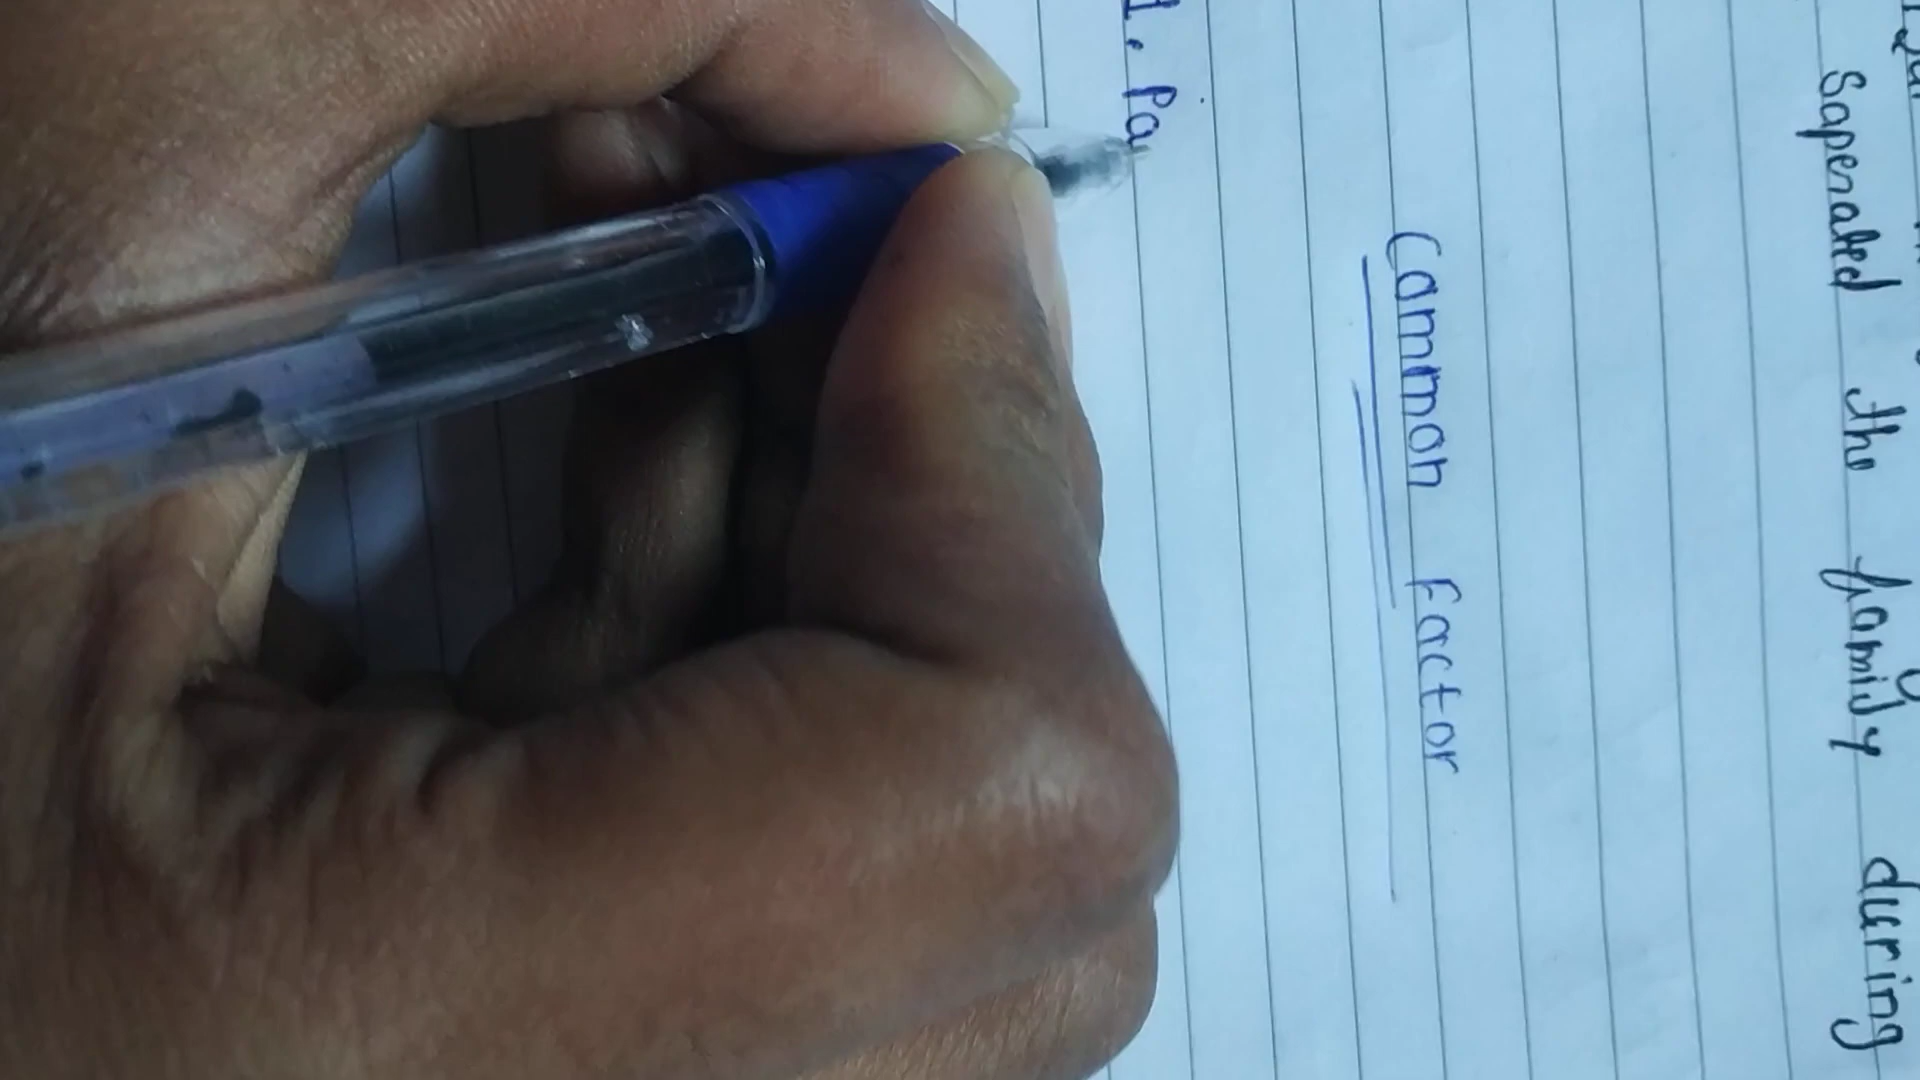 Saperated the family during
Cammon Factor
1. Pa